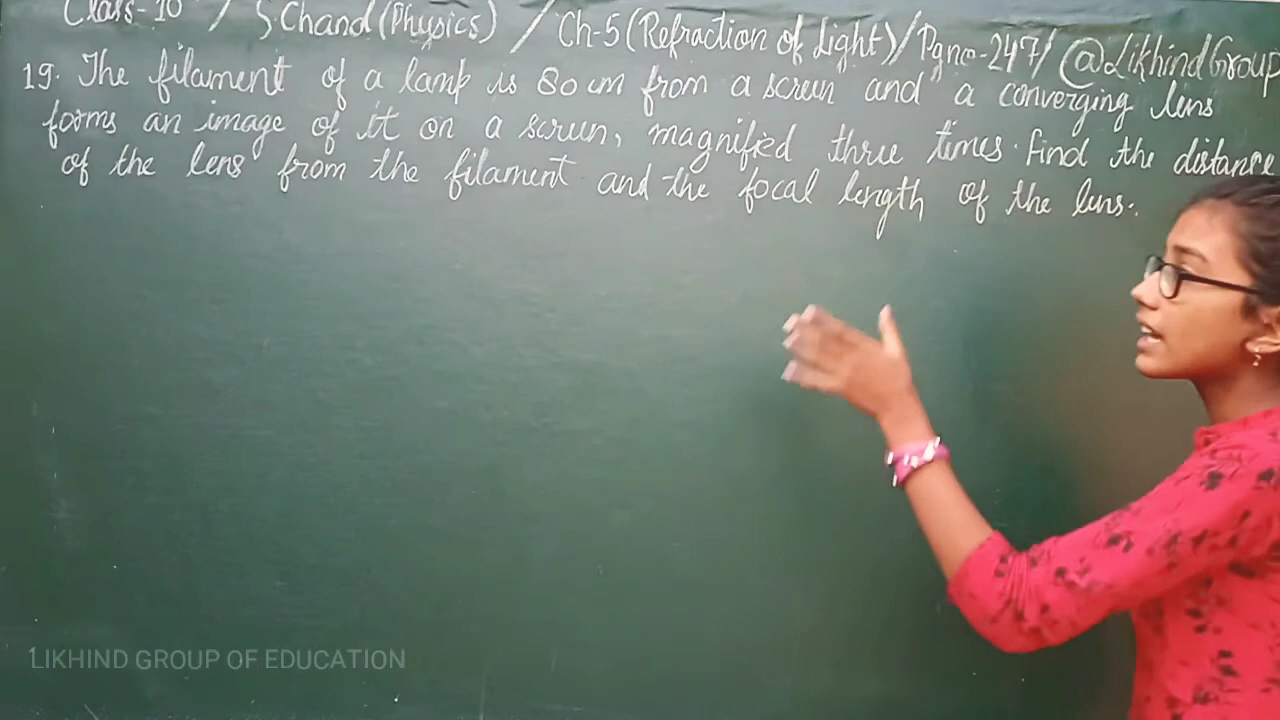 Class-10 / S Chand (Physics) / Ch-5 (Refraction of Light) / Pg no-247 / @LikhindGroup
19. The filament of a lamp is 80 cm from a screen and a converging lens
forms an image of it on a screen, magnified three times. Find the distance
of the lens from the filament and the focal length of the lens.
LIKHIND GROUP OF EDUCATION